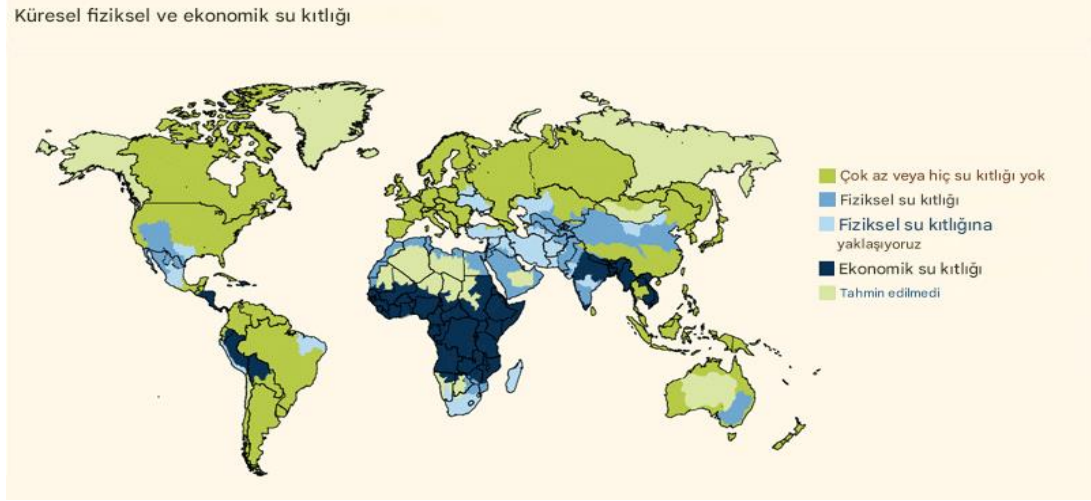 Küresel fiziksel ve ekonomik su kıtlığı
Çok az veya hiç su kıtlığı yok
Fiziksel su kıtlığı
Fiziksel su kıtlığına
yaklaşıyoruz
Ekonomik su kıtlığı
Tahmin edilmedi